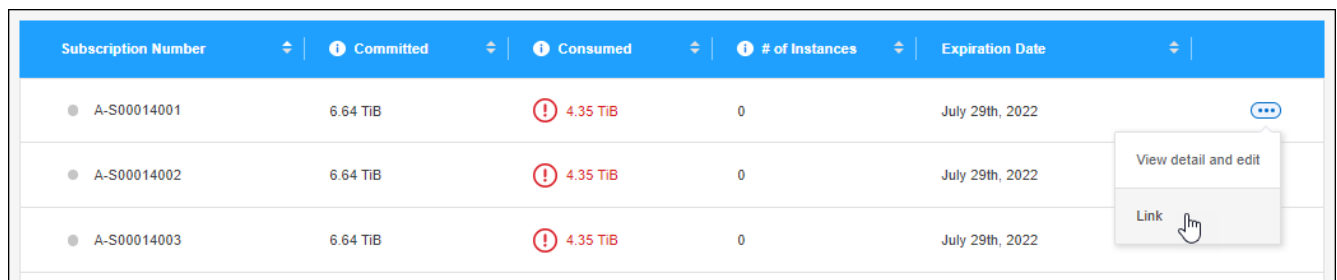 Subscription Number Committed Consumed # of Instances Expiration Date
A-S00014001 6.64 TiB 4.35 TiB 0 July 29th, 2022
View detail and edit
A-S00014002 6.64 TiB 4.35 TiB 0 July 29th, 2022
Link
A-S00014003 6.64 TiB 4.35 TiB 0 July 29th, 2022